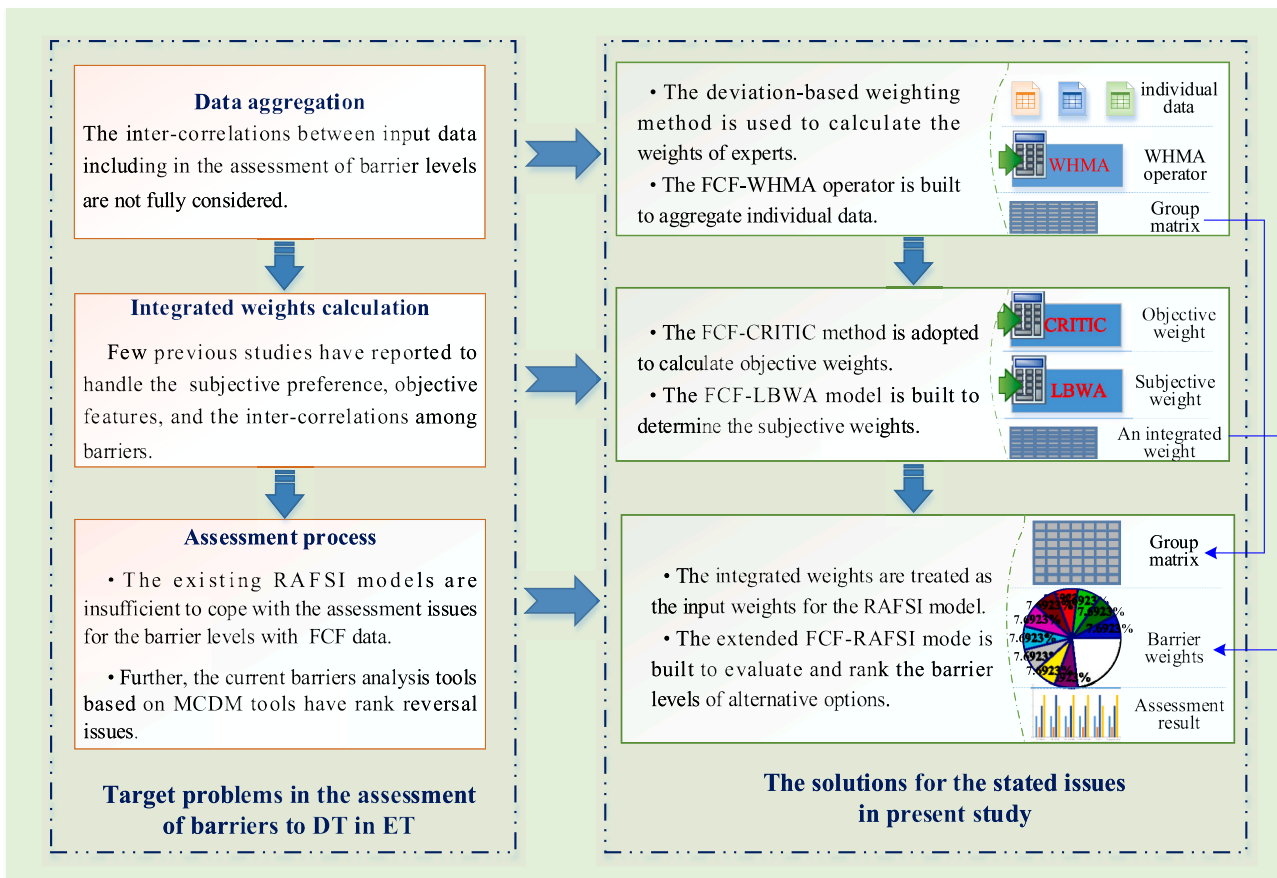 Data aggregation
The inter-correlations between input data
including in the assessment of barrier levels
are not fully considered.
Integrated weights calculation
Few previous studies have reported to
handle the subjective preference, objective
features, and the inter-correlations among
barriers.
Assessment process
• The existing RAFSI models are
insufficient to cope with the assessment issues
for the barrier levels with FCF data.
• Further, the current barriers analysis tools
based on MCDM tools have rank reversal
issues.
Target problems in the assessment
of barriers to DT in ET
• The deviation-based weighting
method is used to calculate the
weights of experts.
• The FCF-WHMA operator is built
to aggregate individual data.
individual
data
WHMA
WHMA
operator
Group
matrix
• The FCF-CRITIC method is adopted
to calculate objective weights.
• The FCF-LBWA model is built to
determine the subjective weights.
CRITIC
Objective
weight
LBWA
Subjective
weight
An integrated
weight
• The integrated weights are treated as
the input weights for the RAFSI model.
• The extended FCF-RAFSI mode is
built to evaluate and rank the barrier
levels of alternative options.
Group
matrix
7.6923%
7.6923%
7.6923%
7.6923%
Barrier
weights
Assessment
result
The solutions for the stated issues
in present study